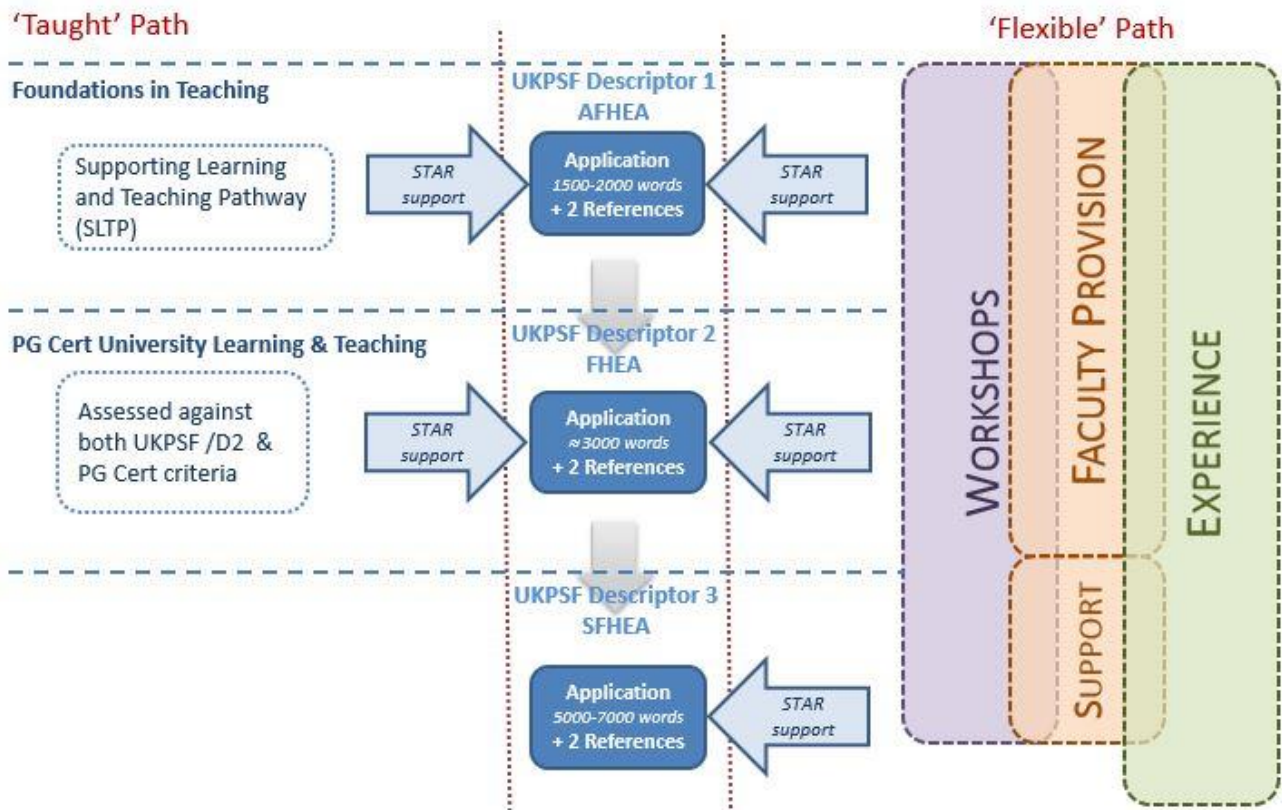 ‘Taught’ Path
‘Flexible’ Path
Foundations in Teaching
Supporting Learning
and Teaching Pathway
(SLTP)
STAR
support
UKPSF Descriptor 1
AFHEA
Application
1500-2000 words
+ 2 References
STAR
support
PG Cert University Learning & Teaching
Assessed against
both UKPSF /D2 &
PG Cert criteria
STAR
support
UKPSF Descriptor 2
FHEA
Application
≈3000 words
+ 2 References
STAR
support
UKPSF Descriptor 3
SFHEA
Application
5000-7000 words
+ 2 References
STAR
support
WORKSHOPS
FACULTY PROVISION
SUPPORT
EXPERIENCE